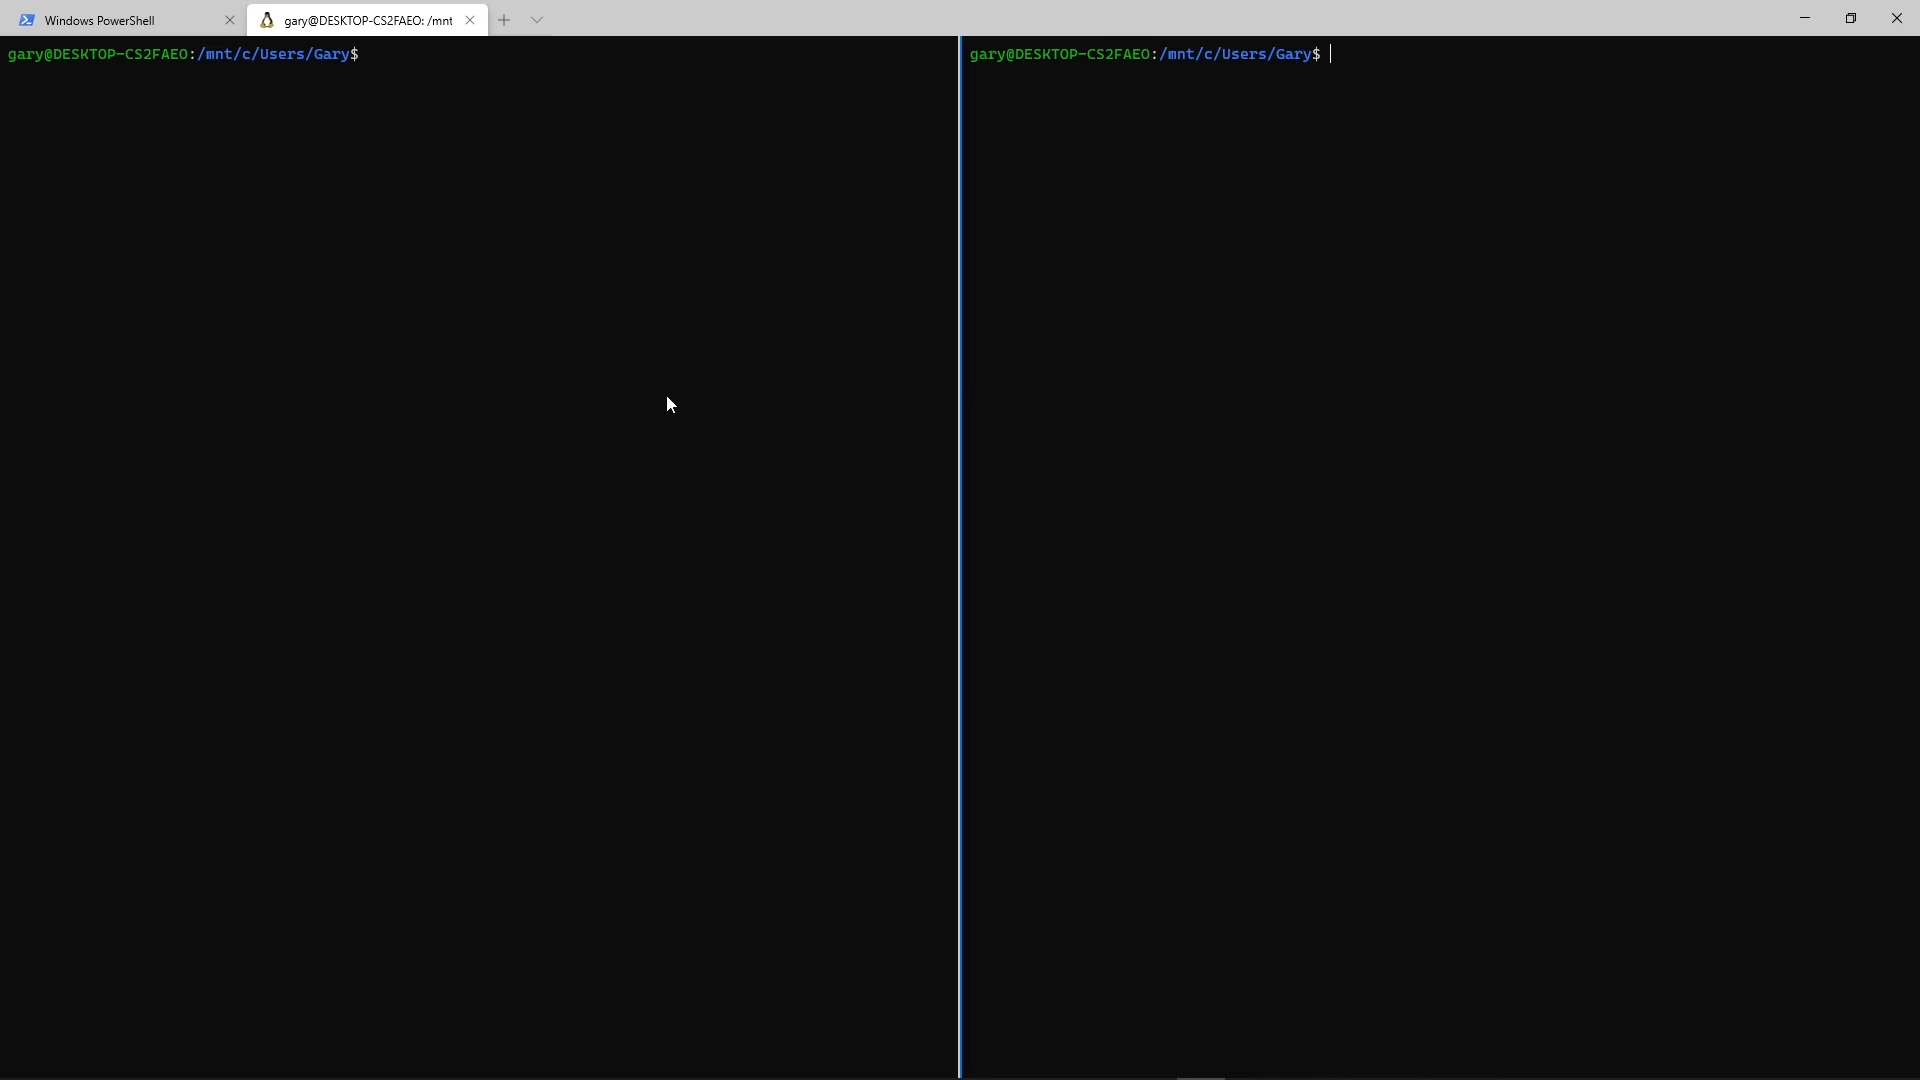 Windows PowerShell
gary@DESKTOP-CS2FAEO: /mnt
gary@DESKTOP-CS2FAEO:/mnt/c/Users/Gary$
gary@DESKTOP-CS2FAEO:/mnt/c/Users/Gary$